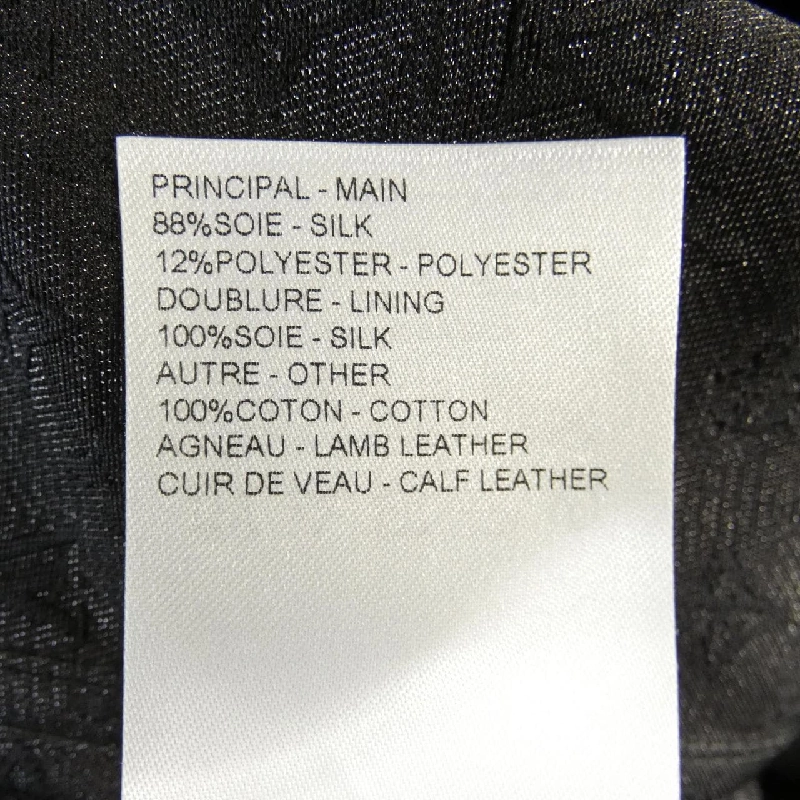 PRINCIPAL - MAIN
88%SOIE - SILK
12%POLYESTER - POLYESTER
DOUBLURE - LINING
100%SOIE - SILK
AUTRE - OTHER
100%COTON - COTTON
AGNEAU - LAMB LEATHER
CUIR DE VEAU - CALF LEATHER